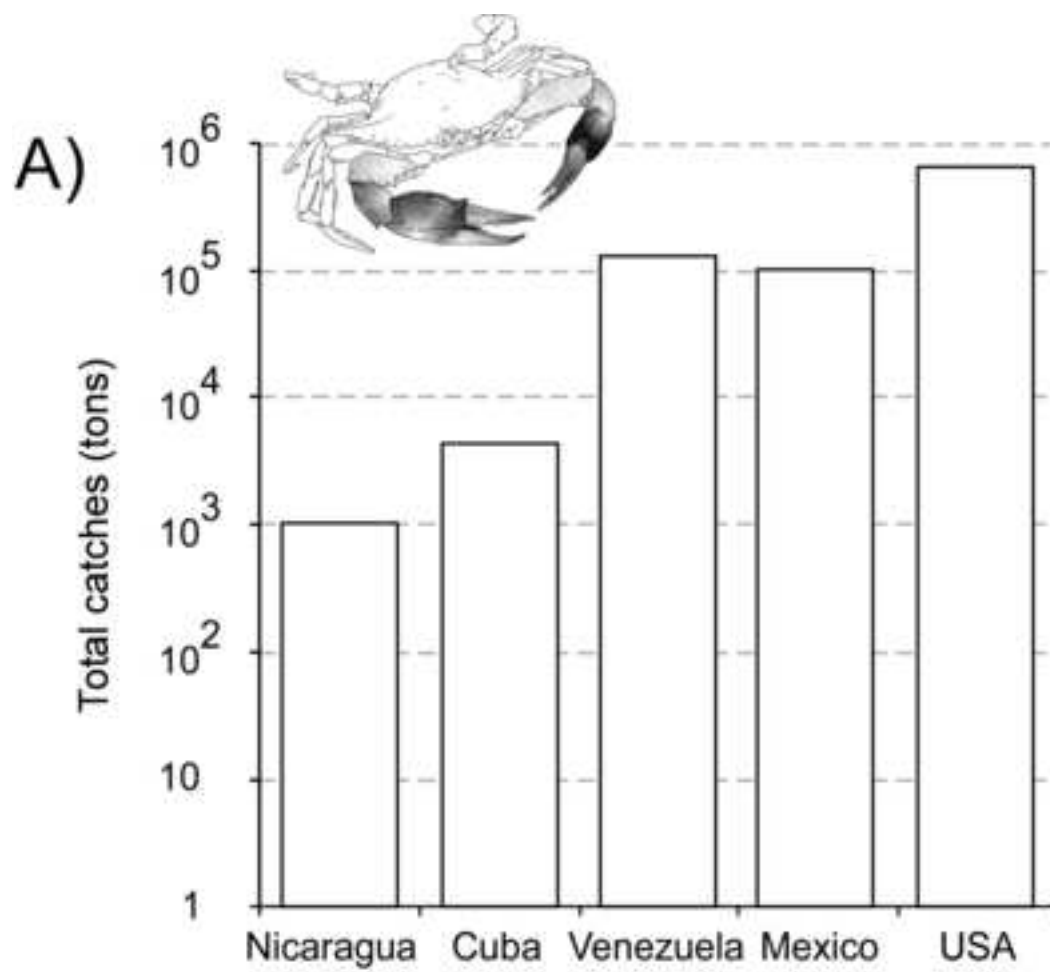 A)
Total catches (tons)
10⁶
10⁵
10⁴
10³
10²
10
1
Nicaragua Cuba Venezuela Mexico USA